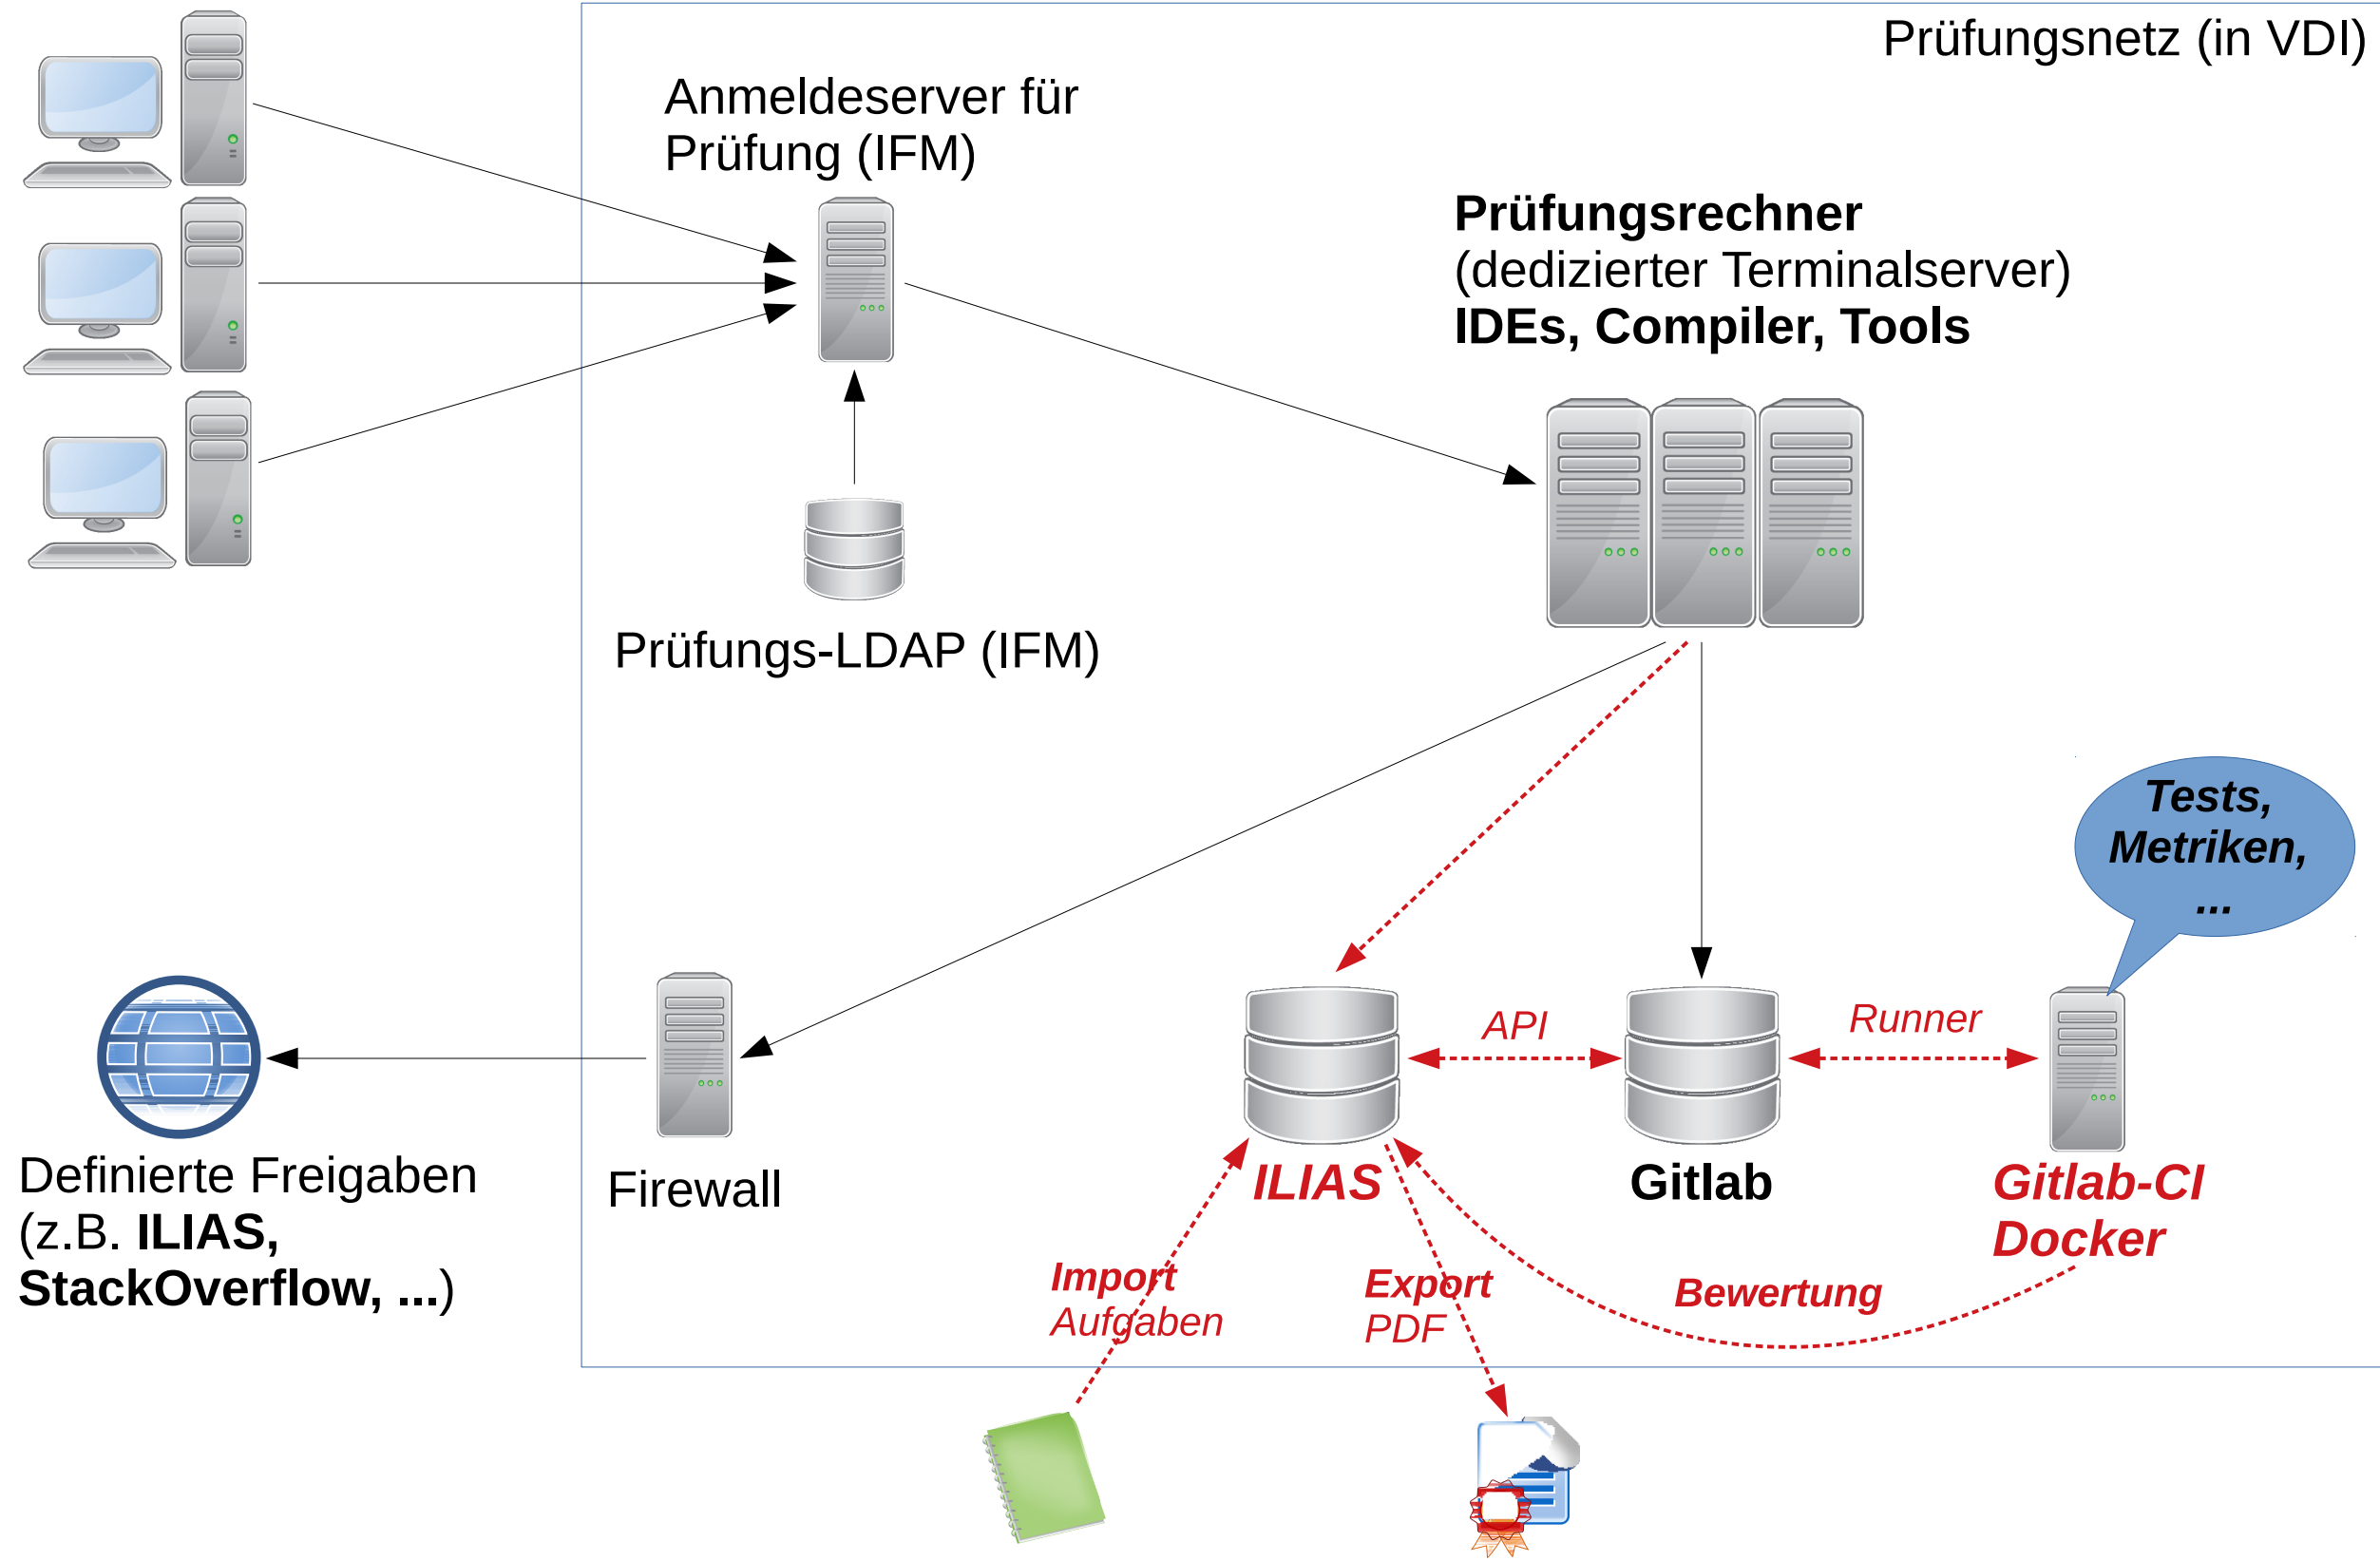 Prüfungsnetz (in VDI)
Anmeldeserver für
Prüfung (IFM)
Prüfungsrechner
(dedizierter Terminalserver)
IDEs, Compiler, Tools
Prüfungs-LDAP (IFM)
Tests,
Metriken,
...
API
Runner
Definierte Freigaben
(z.B. ILIAS,
StackOverflow, ...)
Firewall
ILIAS
Gitlab
Gitlab-CI
Docker
Import
Aufgaben
Export
PDF
Bewertung